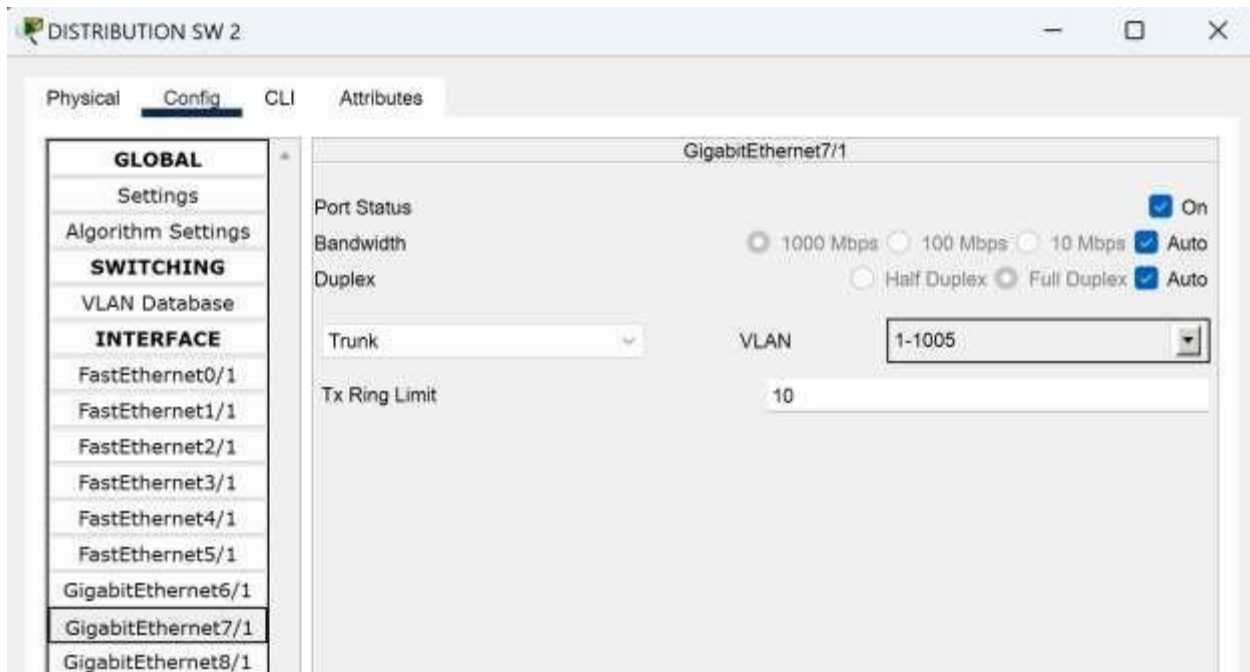 DISTRIBUTION SW 2
Physical Config CLI Attributes
GLOBAL
Settings
Algorithm Settings
SWITCHING
VLAN Database
INTERFACE
FastEthernet0/1
FastEthernet1/1
FastEthernet2/1
FastEthernet3/1
FastEthernet4/1
FastEthernet5/1
GigabitEthernet6/1
GigabitEthernet7/1
GigabitEthernet8/1
GigabitEthernet7/1
Port Status On
Bandwidth 1000 Mbps 100 Mbps 10 Mbps Auto
Duplex Half Duplex Full Duplex Auto
Trunk VLAN 1-1005
Tx Ring Limit 10